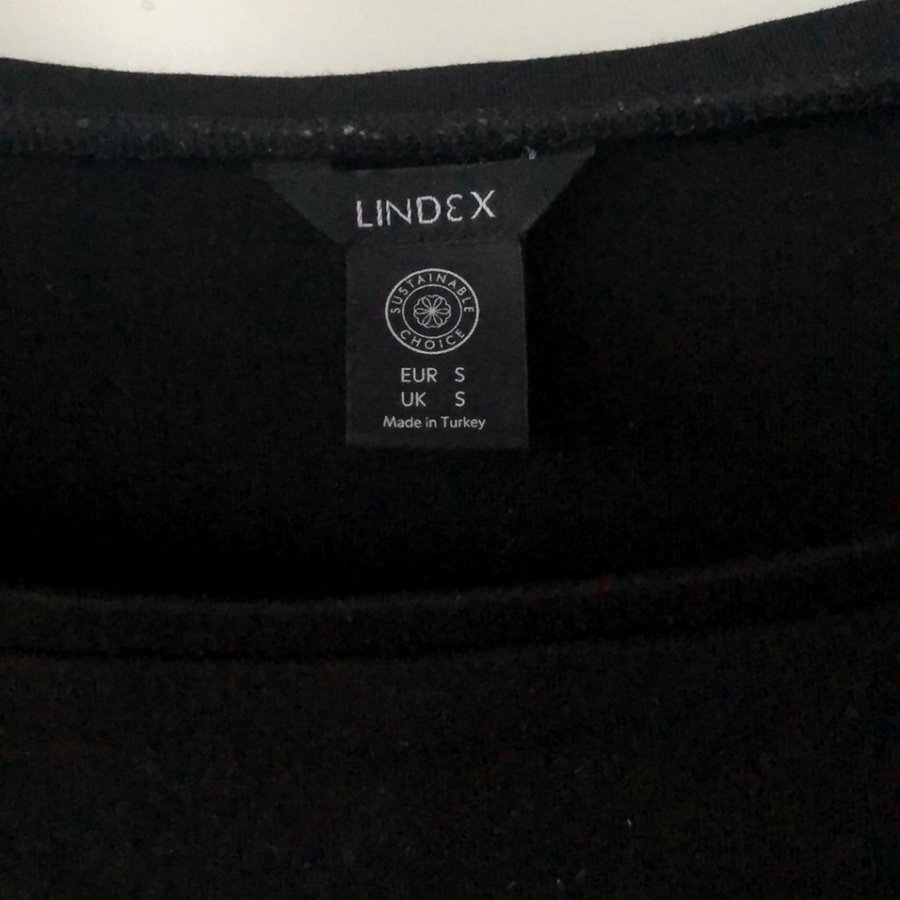 LINDEX
SUSTAINABLE
CHOICE
EUR S
UK S
Made in Turkey